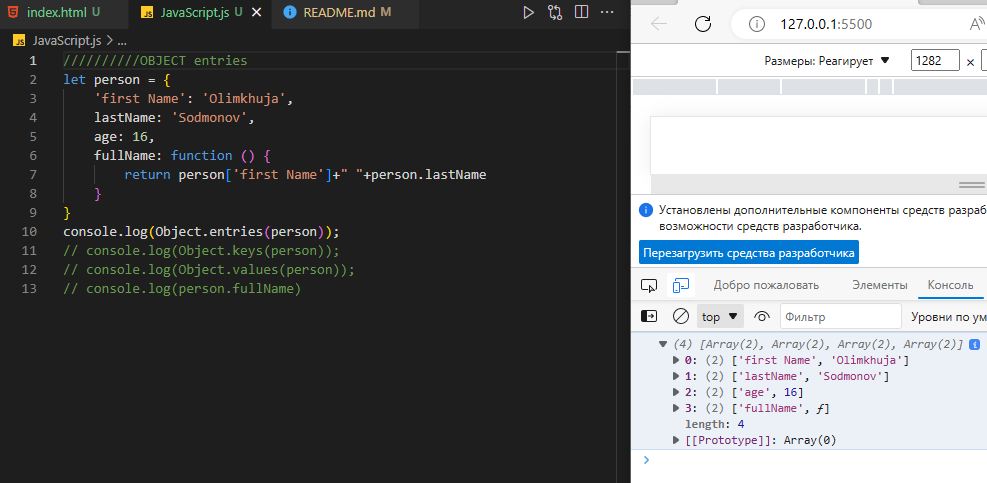 index.html U
JavaScript.js U
README.md M
JavaScript.js > ...
1 //////////OBJECT entries
2 let person = {
3 'first Name': 'Olimkhuja',
4 lastName: 'Sodmonov',
5 age: 16,
6 fullName: function () {
7 return person['first Name']+" "+person.lastName
8 }
9 }
10 console.log(Object.entries(person));
11 // console.log(Object.keys(person));
12 // console.log(Object.values(person));
13 // console.log(person.fullName)
127.0.0.1:5500
Размеры: Реагирует 1282 ×
Установлены дополнительные компоненты средств разраб
возможности средств разработчика.
Перезагрузить средства разработчика
Добро пожаловать Элементы Консоль
top Фильтр Уровни по ум
(4) [Array(2), Array(2), Array(2), Array(2)]
0: (2) ['first Name', 'Olimkhuja']
1: (2) ['lastName', 'Sodmonov']
2: (2) ['age', 16]
3: (2) ['fullName', ƒ]
length: 4
[[Prototype]]: Array(0)